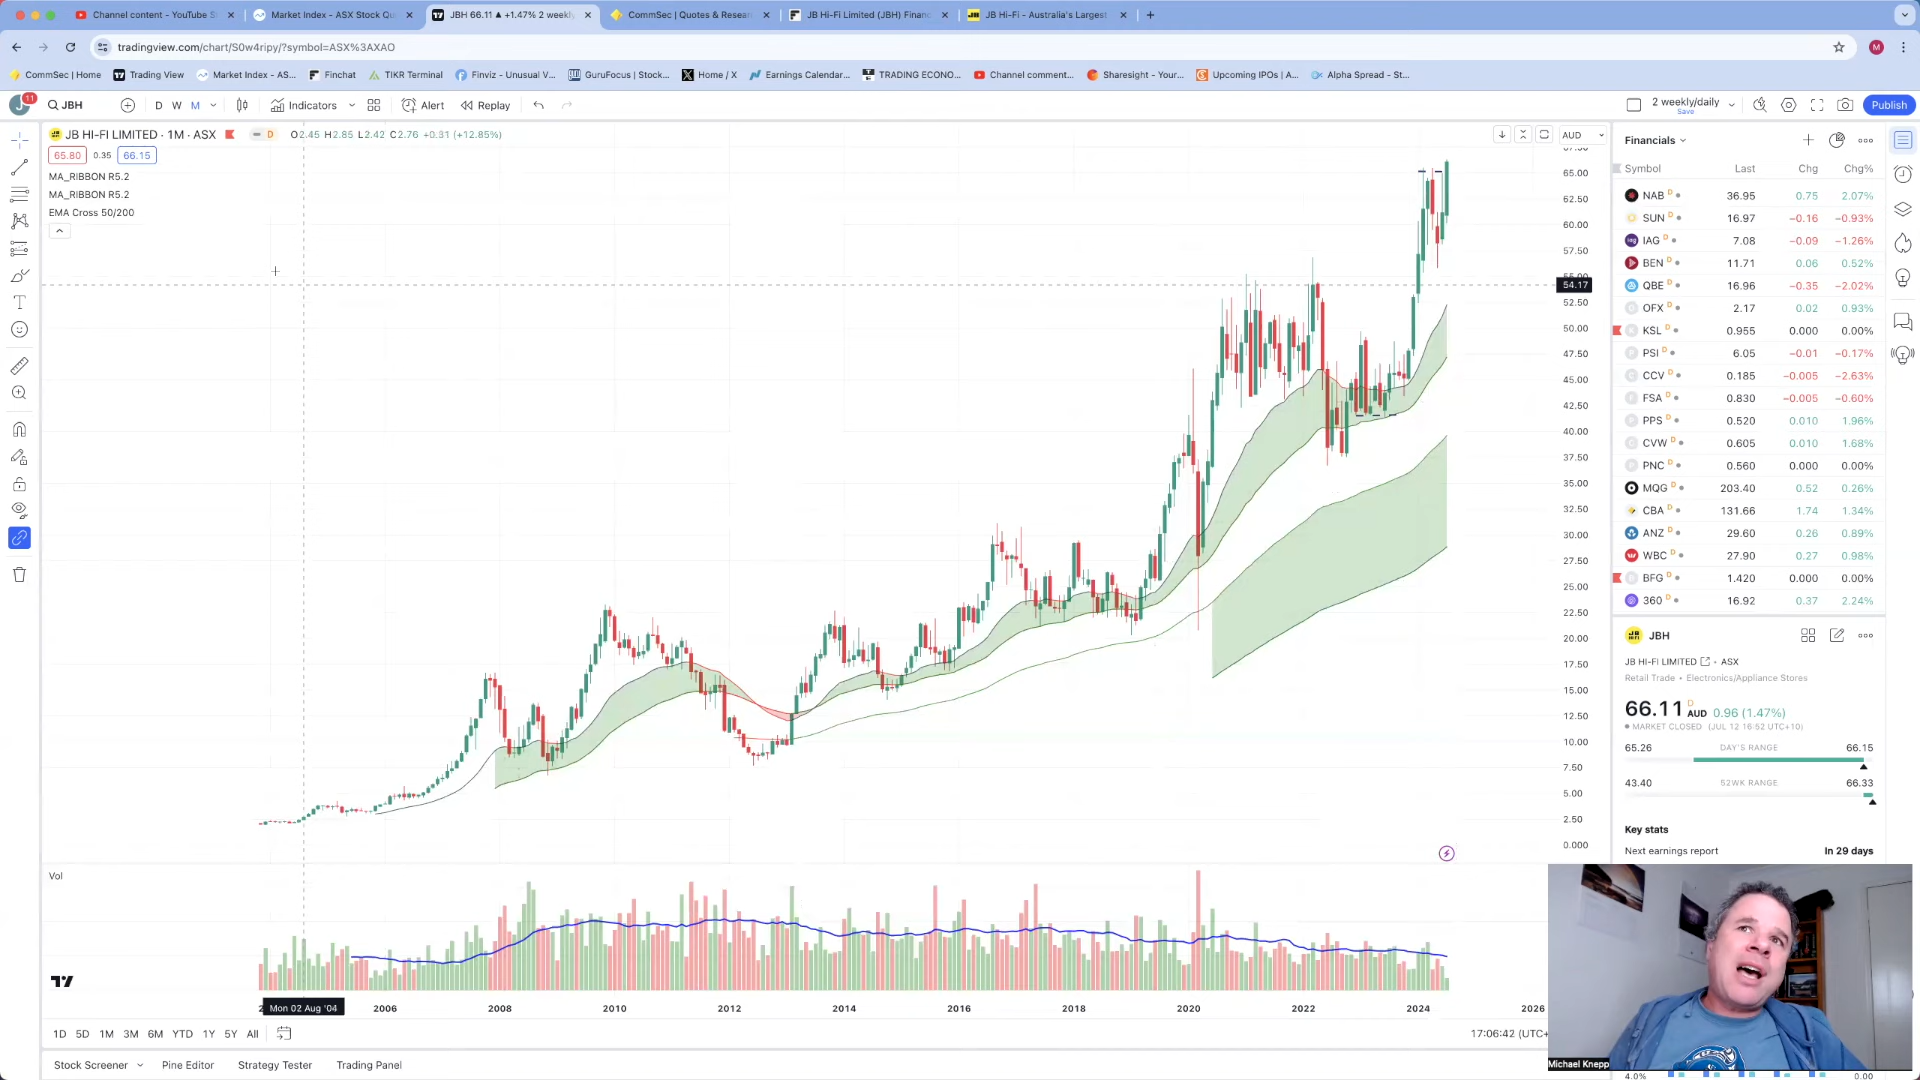 Channel content - YouTube S
Market Index - ASX Stock Qu
JBH 66.11 ▲ +1.47% 2 weekly
CommSec | Quotes & Resear
JB Hi-Fi Limited (JBH) Financ
JB Hi-Fi - Australia's Largest
tradingview.com/chart/S0w4ripy/?symbol=ASX%3AXAO
M
CommSec | Home
Trading View
Market Index - AS...
Finchat
TIKR Terminal
Finviz - Unusual V...
GuruFocus | Stock...
Home / X
Earnings Calendar...
TRADING ECONO...
Channel comment...
Sharesight - Your...
Upcoming IPOs | A...
Alpha Spread - St...
J 11
JBH
D W M
Indicators
Alert
Replay
2 weekly/daily
Save
Publish
JB HI-FI LIMITED · 1M · ASX
D
O2.45 H2.85 L2.42 C2.76 +0.31 (+12.85%)
65.80 0.35 66.15
MA_RIBBON R5.2
MA_RIBBON R5.2
EMA Cross 50/200
AUD
67.50
65.00
62.50
60.00
57.50
55.00
54.17
52.50
50.00
47.50
45.00
42.50
40.00
37.50
35.00
32.50
30.00
27.50
25.00
22.50
20.00
17.50
15.00
12.50
10.00
7.50
5.00
2.50
0.000
Vol
Mon 02 Aug '04
2006 2008 2010 2012 2014 2016 2018 2020 2022 2024 2026
1D 5D 1M 3M 6M YTD 1Y 5Y All
17:06:42 (UTC+
Stock Screener
Pine Editor
Strategy Tester
Trading Panel
Financials
Symbol Last Chg Chg%
NAB D 36.95 0.75 2.07%
SUN D 16.97 −0.16 −0.93%
IAG D 7.08 −0.09 −1.26%
BEN D 11.71 0.06 0.52%
QBE D 16.96 −0.35 −2.02%
OFX D 2.17 0.02 0.93%
KSL D 0.955 0.000 0.00%
PSI D 6.05 −0.01 −0.17%
CCV D 0.185 −0.005 −2.63%
FSA D 0.830 −0.005 −0.60%
PPS D 0.520 0.010 1.96%
CVW D 0.605 0.010 1.68%
PNC D 0.560 0.000 0.00%
MQG D 203.40 0.52 0.26%
CBA D 131.66 1.74 1.34%
ANZ D 29.60 0.26 0.89%
WBC D 27.90 0.27 0.98%
BFG D 1.420 0.000 0.00%
360 D 16.92 0.37 2.24%
JBH
JB HI-FI LIMITED · ASX
Retail Trade · Electronics/Appliance Stores
66.11 D AUD 0.96 (1.47%)
MARKET CLOSED (JUL 12 16:52 UTC+10)
65.26 DAY'S RANGE 66.15
43.40 52WK RANGE 66.33
Key stats
Next earnings report In 29 days
Michael Knepp
4.0% 0.00